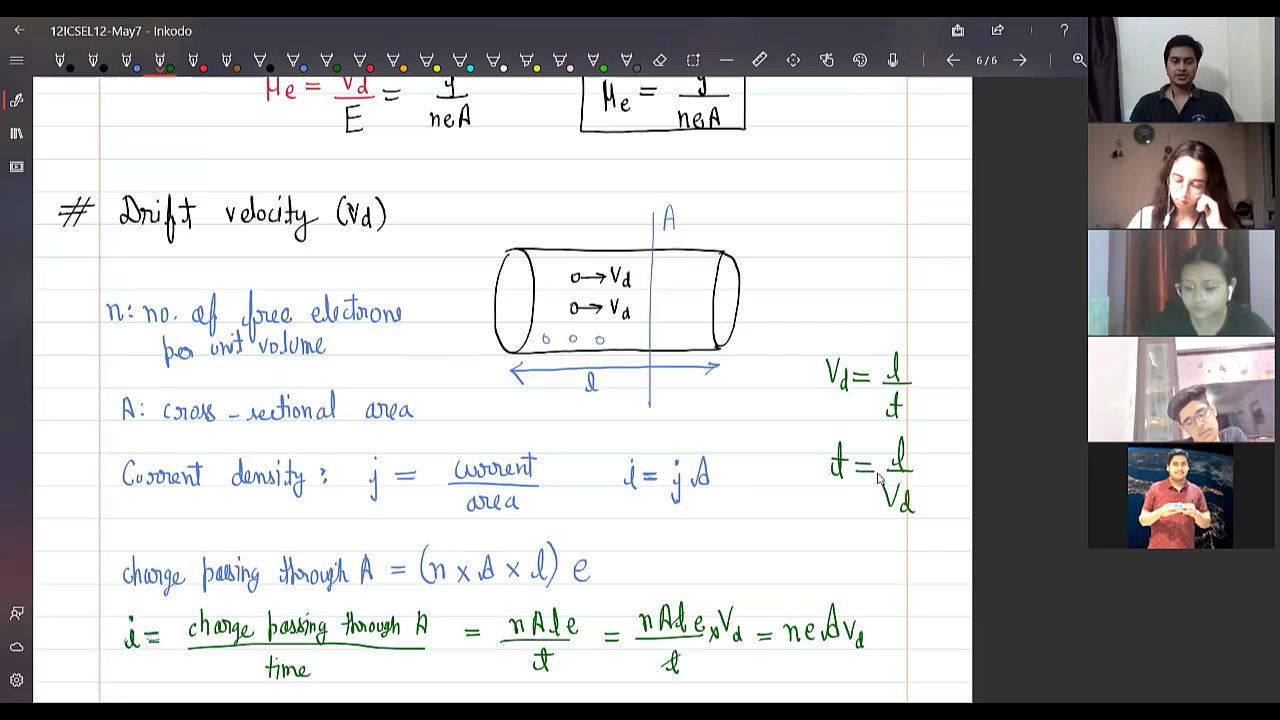 12ICSEL12-May7 - Inkodo
6/6
μe = Vd/E = y/neA
μe = y/neA
# Drift velocity (Vd)
A
→Vd
→Vd
n: no. of free electrons
per unit volume
l
Vd = l/t
A: cross-sectional area
t = l/Vd
Current density: j = current/area
i = jA
charge passing through A = (n x A x l) e
i = charge passing through A/time = nAle/t = nAle/l x Vd = neAVd